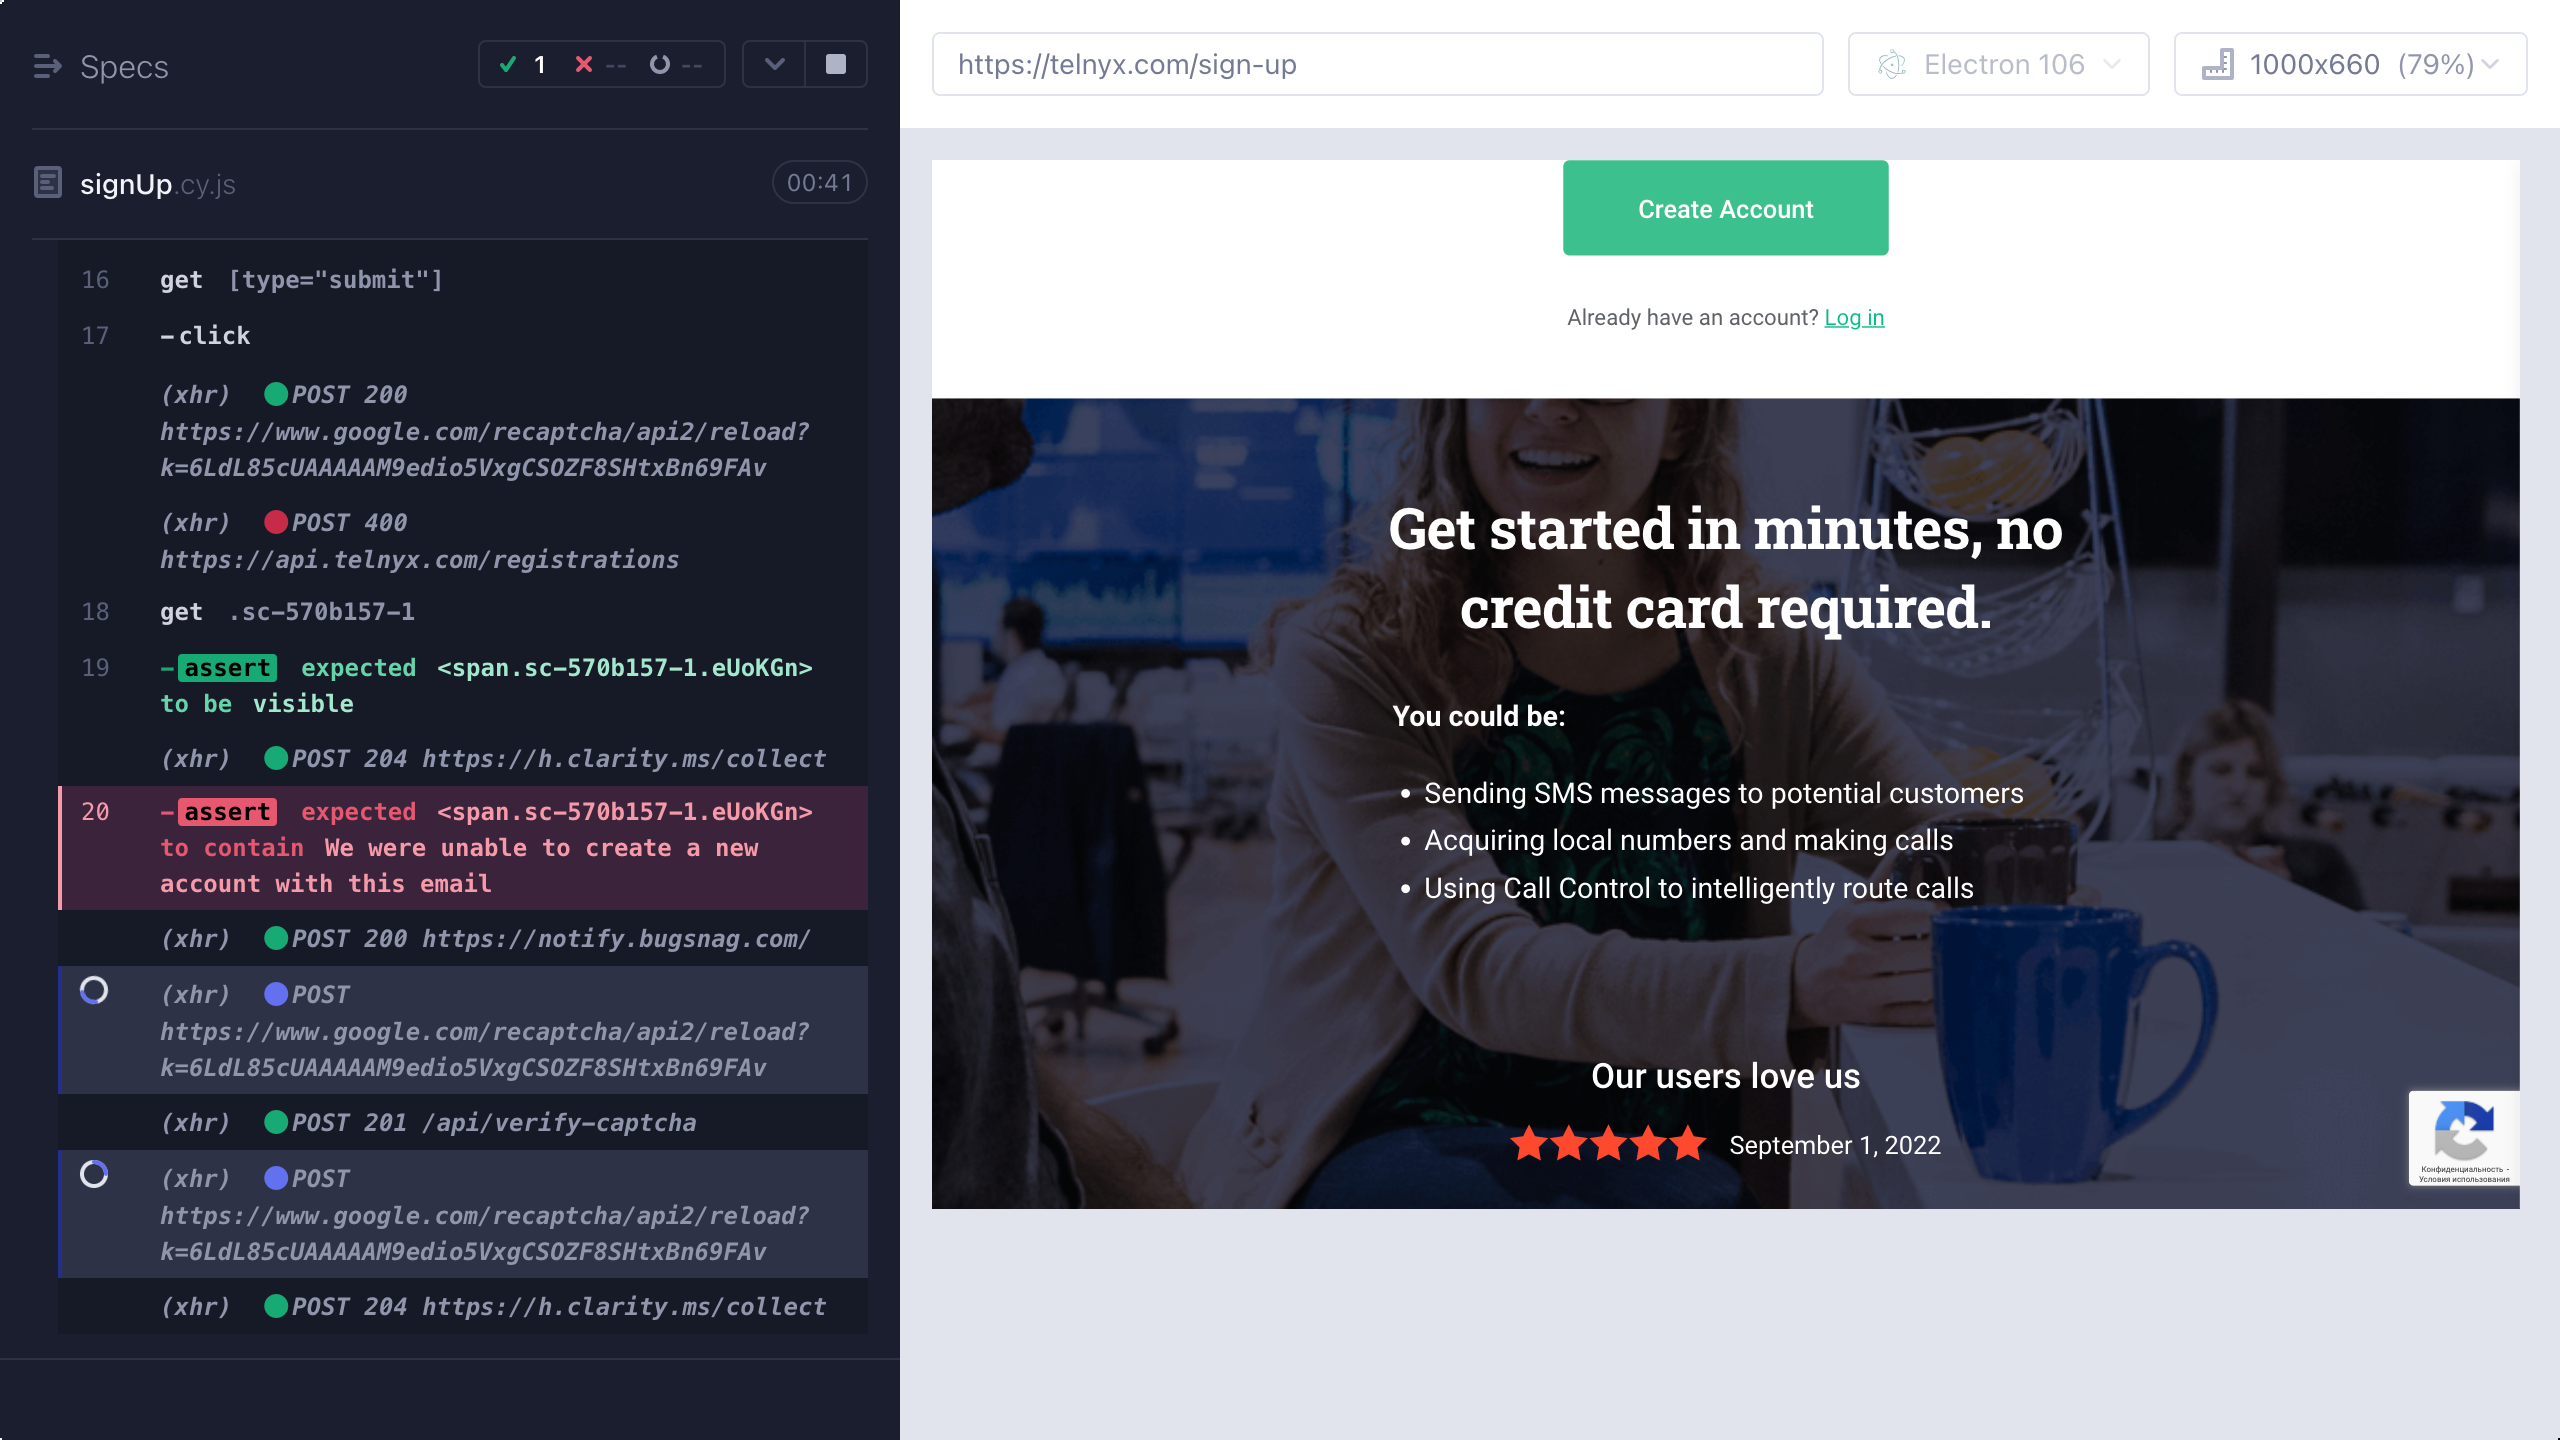 Specs
1
--
--
signUp.cy.js
00:41
16 get [type="submit"]
17 -click
(xhr) POST 200
https://www.google.com/recaptcha/api2/reload?
k=6LdL85cUAAAAAM9edio5VxgCSOZF8SHtxBn69FAv
(xhr) POST 400
https://api.telnyx.com/registrations
18 get .sc-570b157-1
19 -assert expected <span.sc-570b157-1.eUoKGn>
to be visible
(xhr) POST 204 https://h.clarity.ms/collect
20 -assert expected <span.sc-570b157-1.eUoKGn>
to contain We were unable to create a new
account with this email
(xhr) POST 200 https://notify.bugsnag.com/
(xhr) POST
https://www.google.com/recaptcha/api2/reload?
k=6LdL85cUAAAAAM9edio5VxgCSOZF8SHtxBn69FAv
(xhr) POST 201 /api/verify-captcha
(xhr) POST
https://www.google.com/recaptcha/api2/reload?
k=6LdL85cUAAAAAM9edio5VxgCSOZF8SHtxBn69FAv
(xhr) POST 204 https://h.clarity.ms/collect
https://telnyx.com/sign-up
Electron 106
1000x660 (79%)
Create Account
Already have an account? Log in
Get started in minutes, no
credit card required.
You could be:
• Sending SMS messages to potential customers
• Acquiring local numbers and making calls
• Using Call Control to intelligently route calls
Our users love us
September 1, 2022
Конфиденциальность -
Условия использования